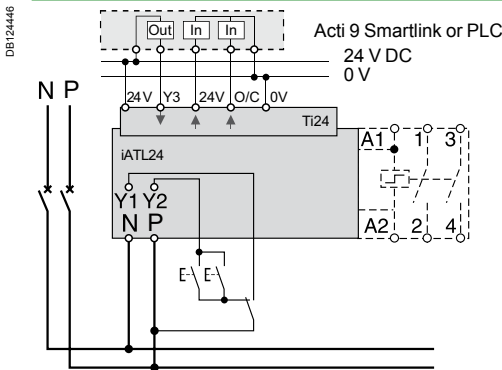 DB124446
Out In In
Acti 9 Smartlink or PLC
24 V DC
0 V
N P
24V Y3 24V O/C 0V
Ti24
iATL24
A1 1 3
Y1 Y2
N P
A2 2 4
E E